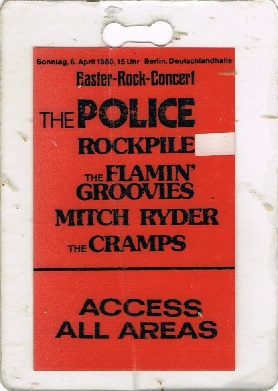 Sonntag, 6. April 1980, 15 Uhr Berlin, Deutschlandhalle
Easter-Rock-Concert
THE POLICE
ROCKPILE
THE FLAMIN'
GROOVIES
MITCH RYDER
THE CRAMPS
ACCESS
ALL AREAS